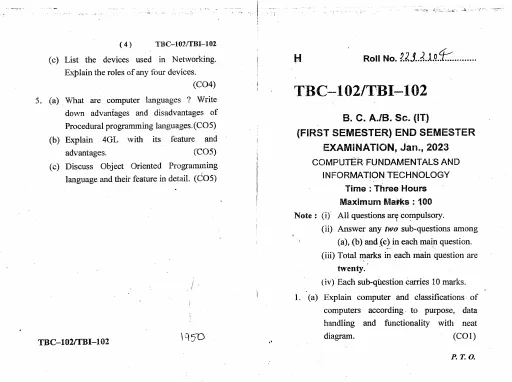 ( 4 ) TBC–102/TBI–102
(c) List the devices used in Networking.
Explain the roles of any four devices.
(CO4)
5. (a) What are computer languages ? Write
down advantages and disadvantages of
Procedural programming languages.(CO5)
(b) Explain 4GL with its feature and
advantages. (CO5)
(c) Discuss Object Oriented Programming
language and their feature in detail. (CO5)
TBC–102/TBI–102
1950
H Roll No. ..............
TBC–102/TBI–102
B. C. A./B. Sc. (IT)
(FIRST SEMESTER) END SEMESTER
EXAMINATION, Jan., 2023
COMPUTER FUNDAMENTALS AND
INFORMATION TECHNOLOGY
Time : Three Hours
Maximum Marks : 100
Note : (i) All questions are compulsory.
(ii) Answer any two sub-questions among
(a), (b) and (c) in each main question.
(iii) Total marks in each main question are
twenty.
(iv) Each sub-question carries 10 marks.
1. (a) Explain computer and classifications of
computers according to purpose, data
handling and functionality with neat
diagram. (CO1)
P. T. O.